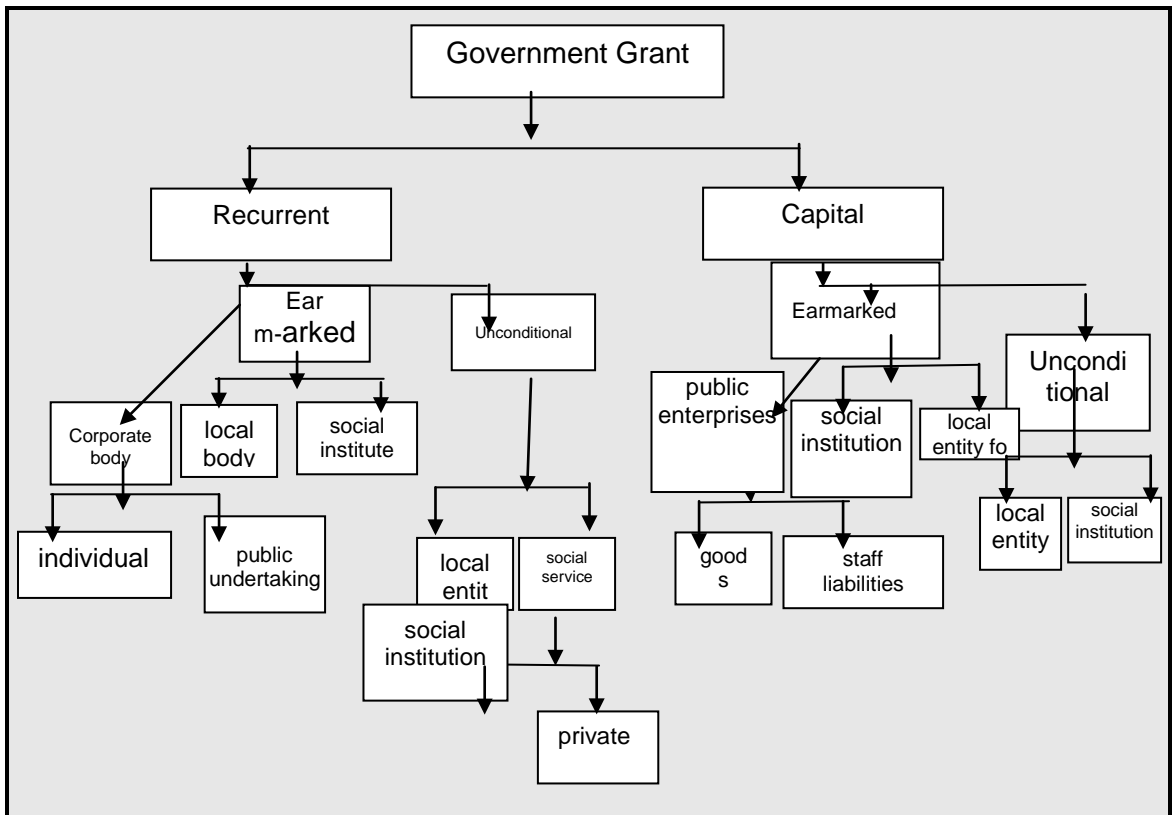 Government Grant
Recurrent
Capital
Ear
m-arked
Unconditional
Earmarked
Uncondi
tional
Corporate
body
local
body
social
institute
public
enterprises
social
institution
local
entity fo
individual
public
undertaking
local
entit
social
service
good
s
staff
liabilities
local
entity
social
institution
social
institution
private